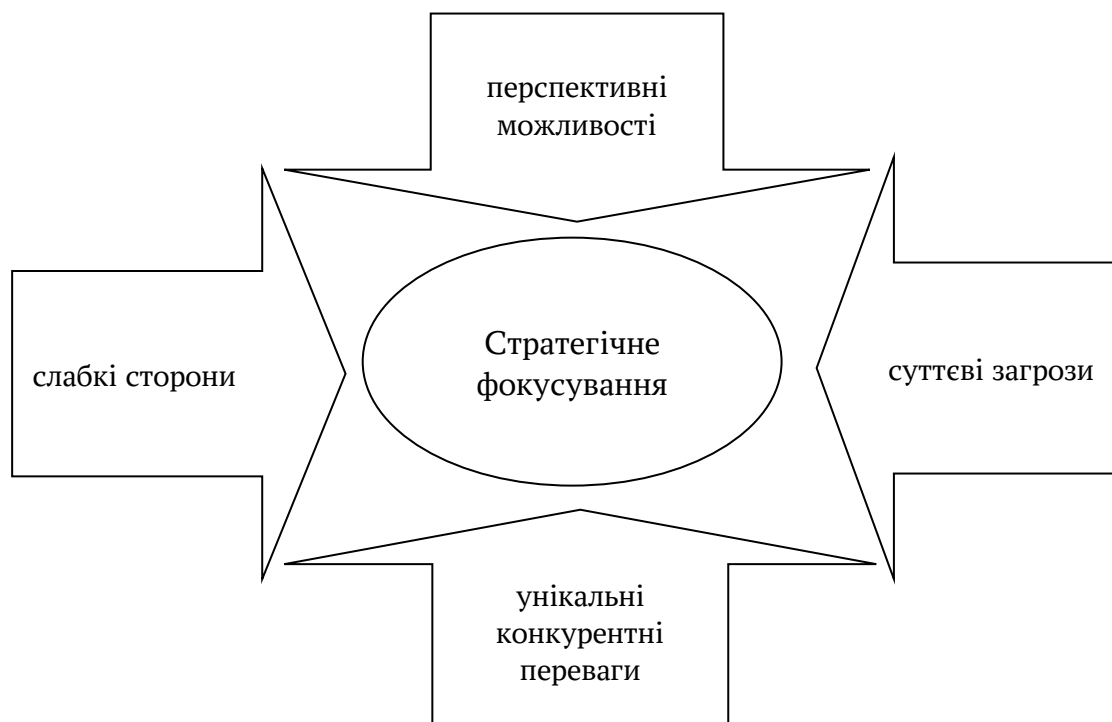 перспективні
можливості
слабкі сторони
Стратегічне
фокусування
суттєві загрози
унікальні
конкурентні
переваги